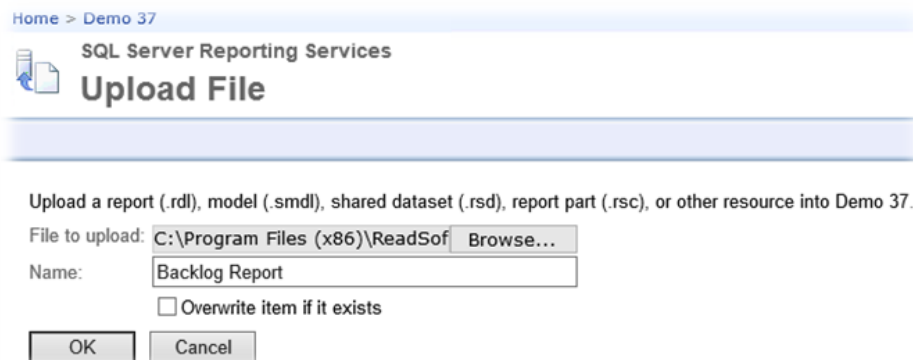 Home > Demo 37
SQL Server Reporting Services
Upload File
Upload a report (.rdl), model (.smdl), shared dataset (.rsd), report part (.rsc), or other resource into Demo 37.
File to upload: C:\Program Files (x86)\ReadSof Browse...
Name: Backlog Report
Overwrite item if it exists
OK Cancel